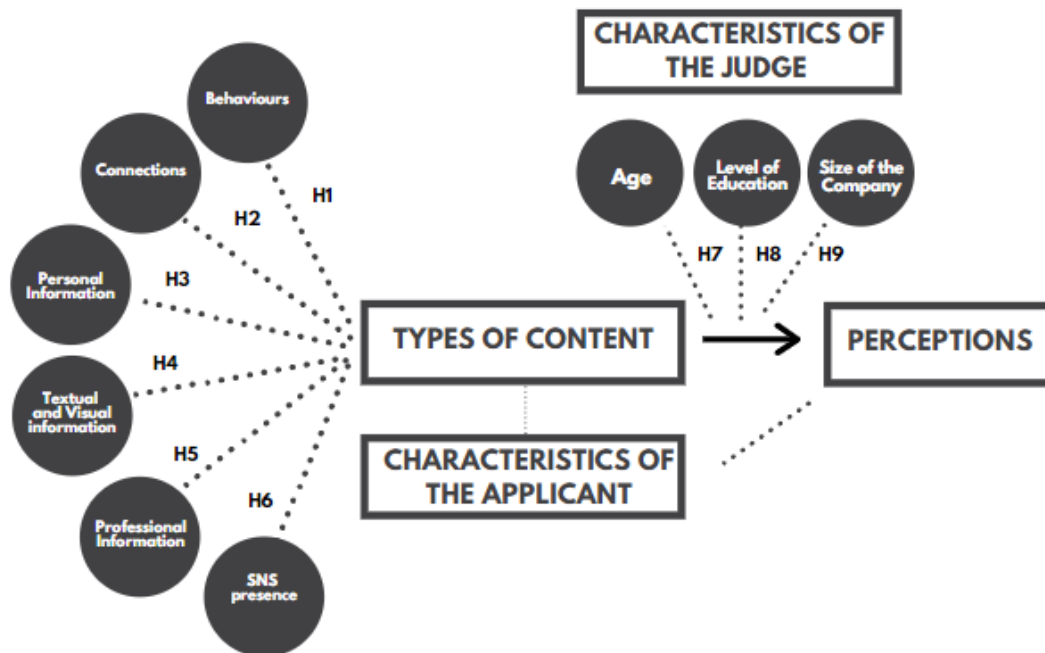 CHARACTERISTICS OF
THE JUDGE
Behaviours
Connections
Age
Level of
Education
Size of the
Company
H1
H2
H7
H8
H9
Personal
Information
H3
TYPES OF CONTENT
PERCEPTIONS
H4
Textual
and Visual
information
H5
CHARACTERISTICS OF
THE APPLICANT
H6
Professional
Information
SNS
presence